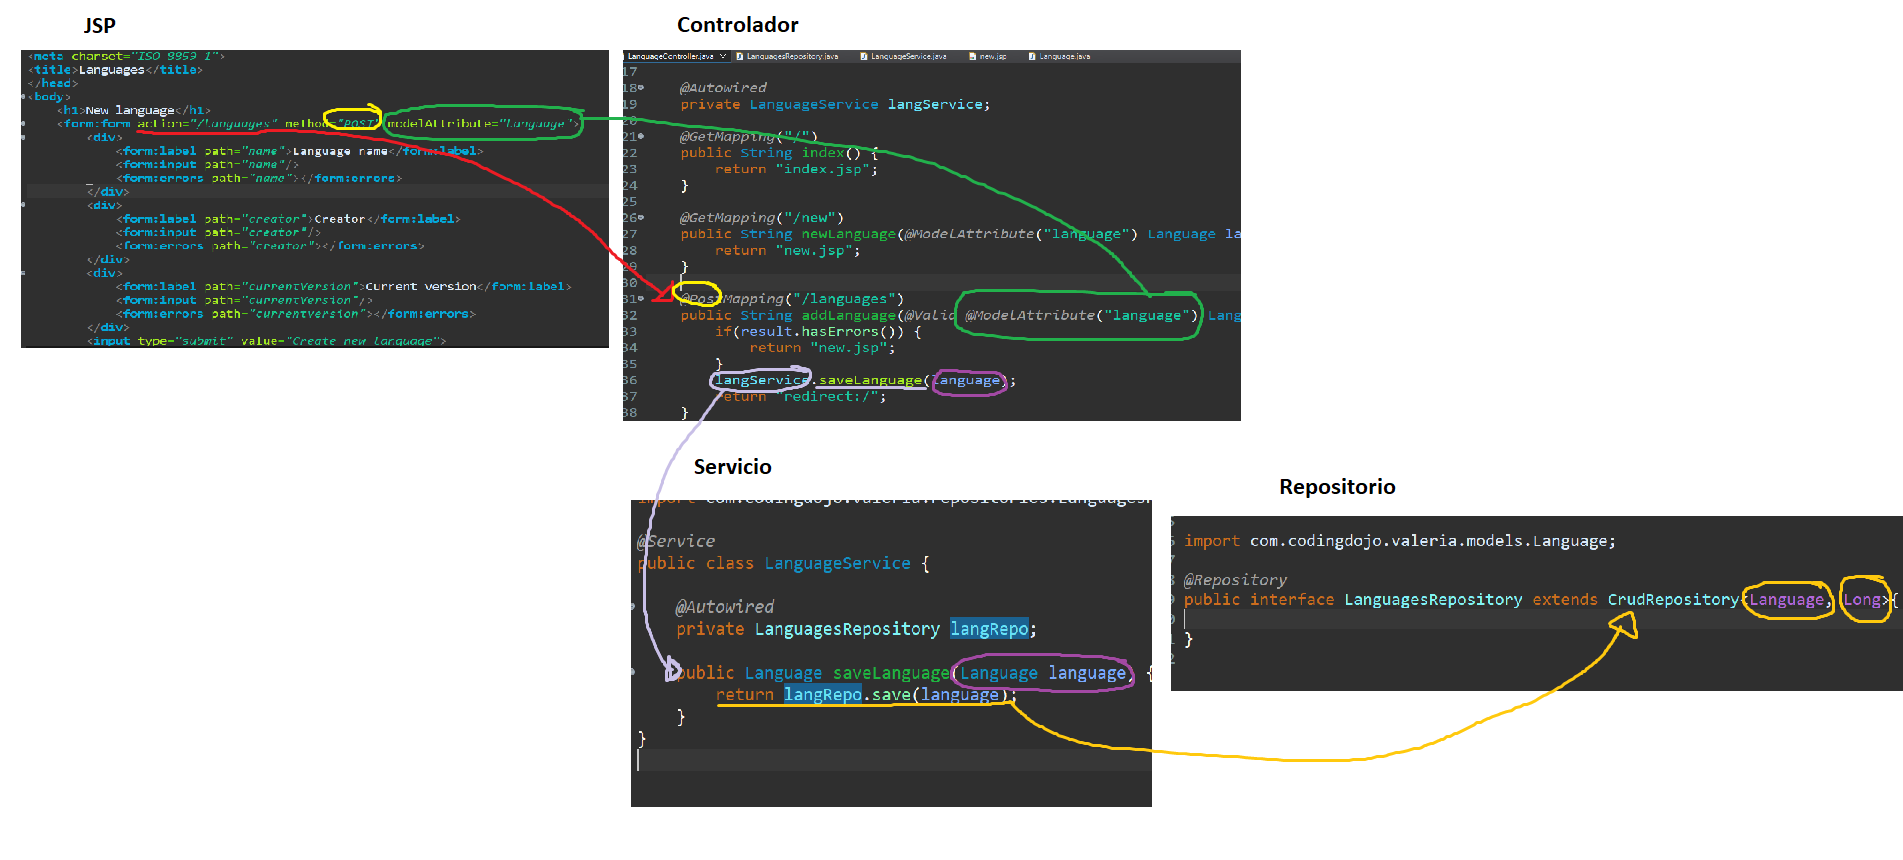 JSP
<meta charset="ISO 8859 1">
<title>Languages</title>
</head>
<body>
<h1>New language</h1>
<form:form action="/languages" method="POST" modelAttribute="language">
<div>
<form:label path="name">Language name</form:label>
<form:input path="name"/>
<form:errors path="name"></form:errors>
</div>
<div>
<form:label path="creator">Creator</form:label>
<form:input path="creator"/>
<form:errors path="creator"></form:errors>
</div>
<div>
<form:label path="currentVersion">Current version</form:label>
<form:input path="currentVersion"/>
<form:errors path="currentVersion"></form:errors>
</div>
<input type="submit" value="Create new language">
Controlador
LanguageController.java LanguagesRepository.java LanguageService.java new.jsp Language.java
17
18 @Autowired
19 private LanguageService langService;
20
21 @GetMapping("/")
22 public String index() {
23 return "index.jsp";
24 }
25
26 @GetMapping("/new")
27 public String newLanguage(@ModelAttribute("language") Language la
28 return "new.jsp";
29 }
30
31 @PostMapping("/languages")
32 public String addLanguage(@Valid @ModelAttribute("language") Lang
33 if(result.hasErrors()) {
34 return "new.jsp";
35 }
36 langService.saveLanguage(language);
37 return "redirect:/";
38 }
Servicio
import com.codingdojo.valeria.repositories.Languages
@Service
public class LanguageService {
@Autowired
private LanguagesRepository langRepo;
public Language saveLanguage(Language language) {
return langRepo.save(language);
}
}
Repositorio
import com.codingdojo.valeria.models.Language;
@Repository
public interface LanguagesRepository extends CrudRepository<Language, Long>{
}